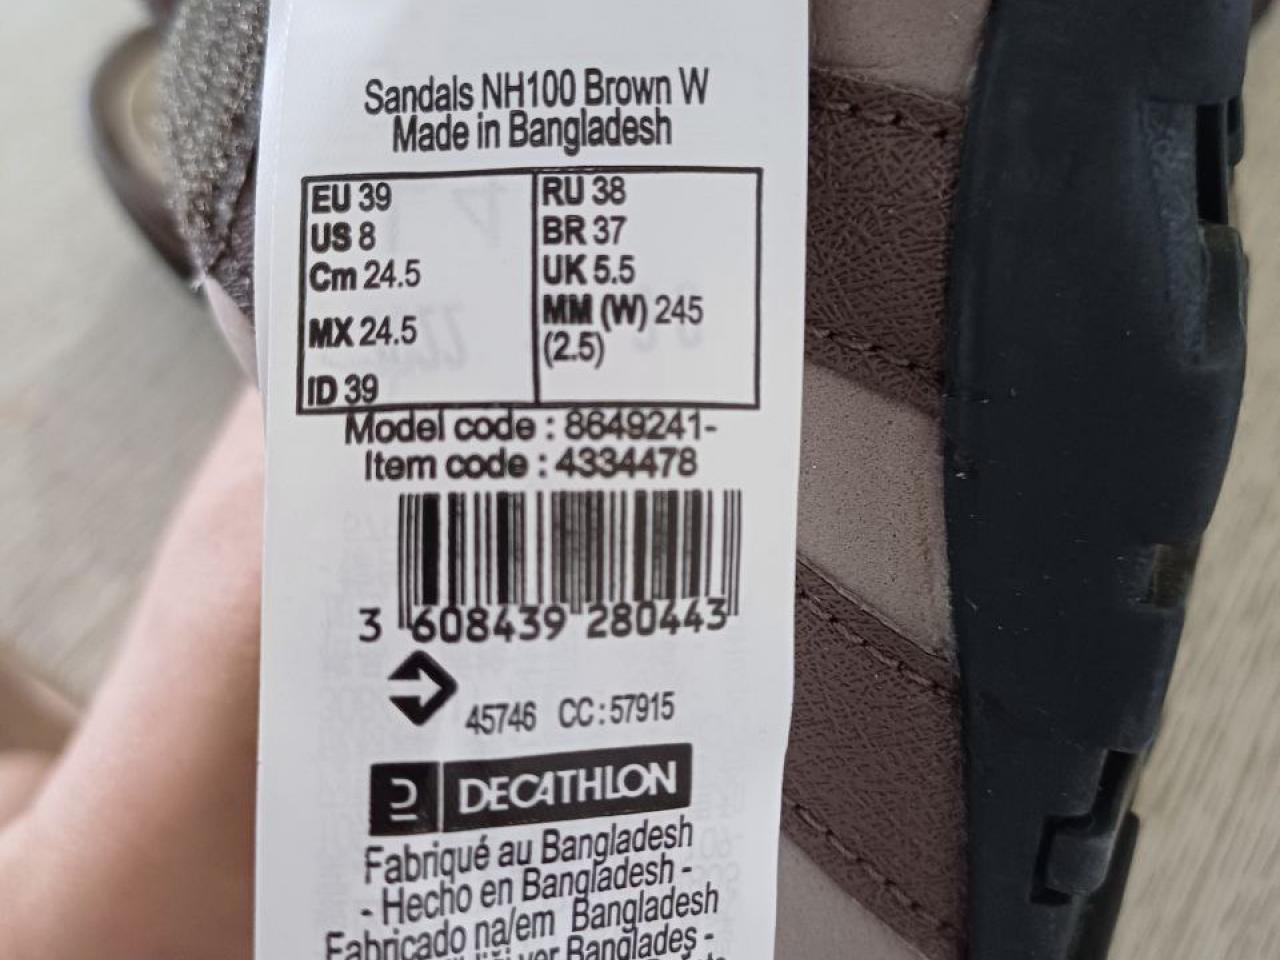 Sandals NH100 Brown W
Made in Bangladesh
EU 39
US 8
Cm 24.5
MX 24.5
ID 39
RU 38
BR 37
UK 5.5
MM (W) 245
(2.5)
Model code : 8649241-
Item code : 4334478
3 608439 280443
45746 CC : 57915
DECATHLON
Fabriqué au Bangladesh
- Hecho en Bangladesh -
Fabricado na/em Bangladesh